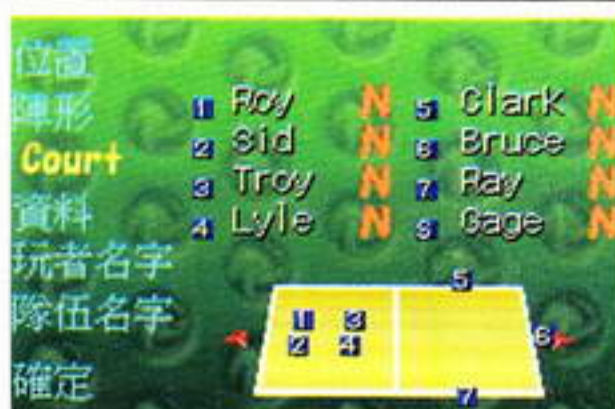 位置
陣形
Court
資料
玩者名字
隊伍名字
確定
1 Roy N 5 Clark N
2 Sid N 6 Bruce N
3 Troy N 7 Ray N
4 Lyle N 8 Gage N
5
1 3
2 4 6
7